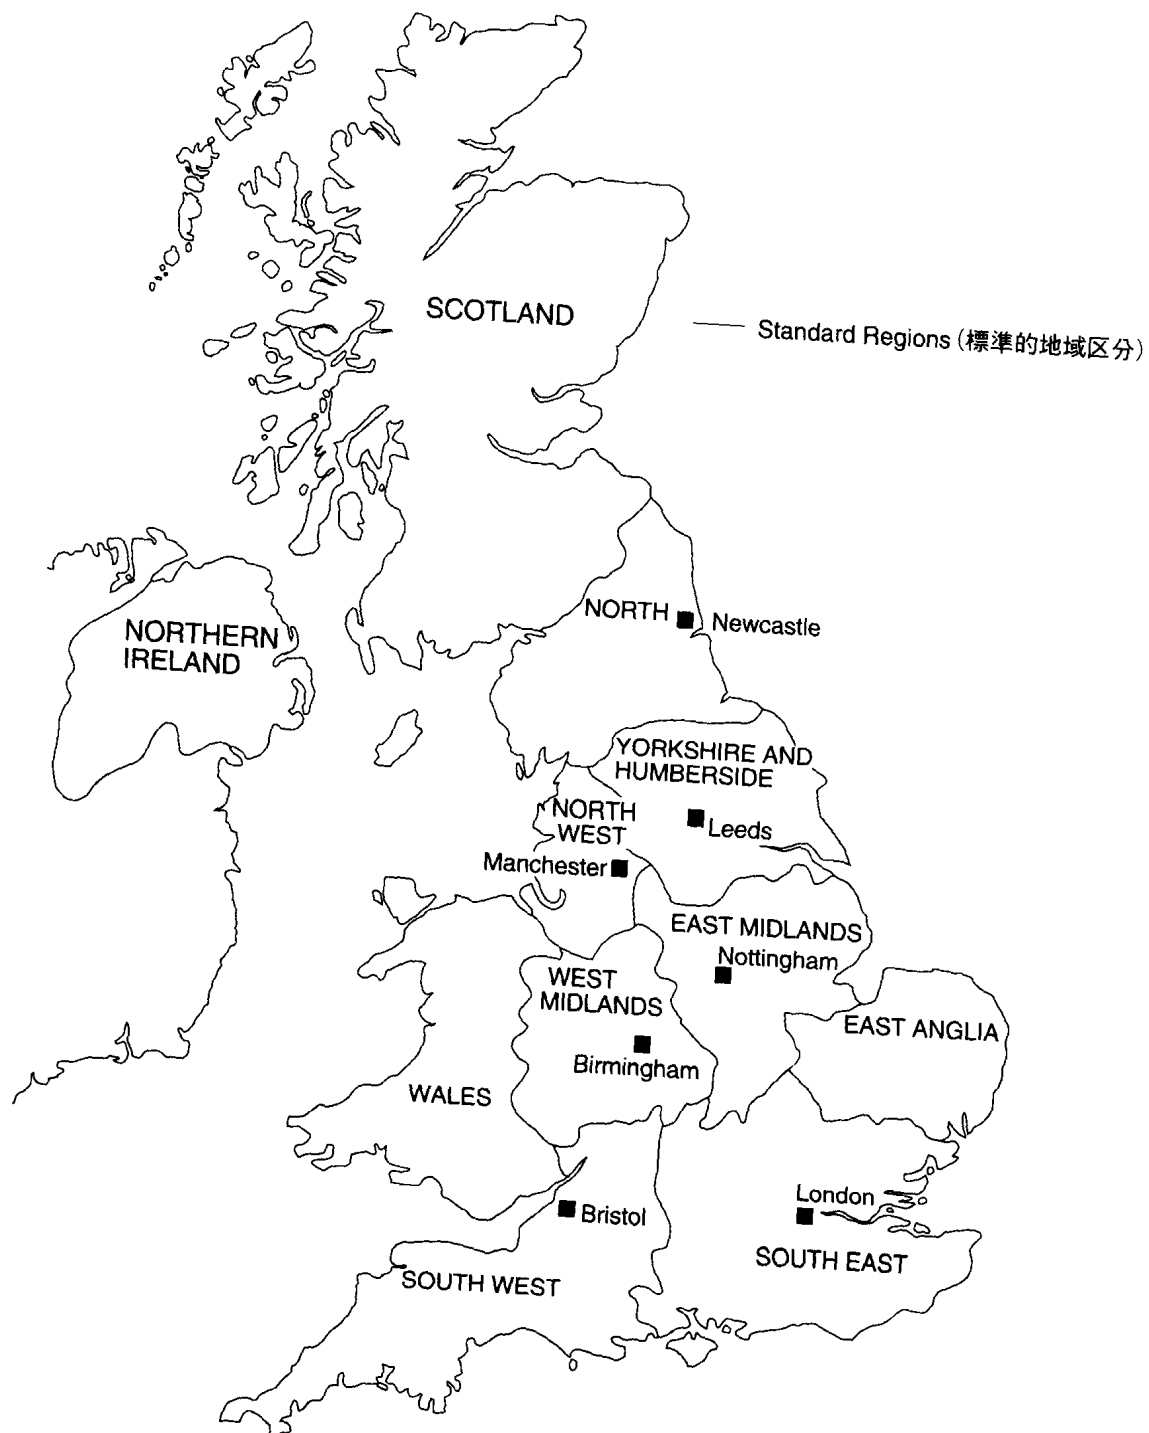 SCOTLAND
Standard Regions (標準的地域区分)
NORTH
Newcastle
NORTHERN
IRELAND
YORKSHIRE AND
HUMBERSIDE
NORTH
WEST
Leeds
Manchester
EAST MIDLANDS
Nottingham
WEST
MIDLANDS
EAST ANGLIA
Birmingham
WALES
London
Bristol
SOUTH EAST
SOUTH WEST